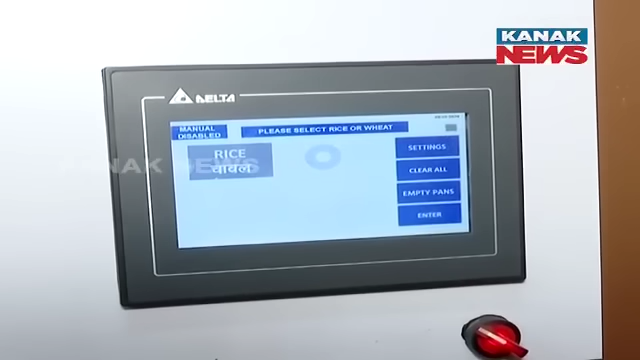 KANAK
NEWS
DELTA
MANUAL
DISABLED
PLEASE SELECT RICE OR WHEAT
RICE
चावल
SETTINGS
CLEAR ALL
EMPTY PANS
ENTER
KANAK NEWS